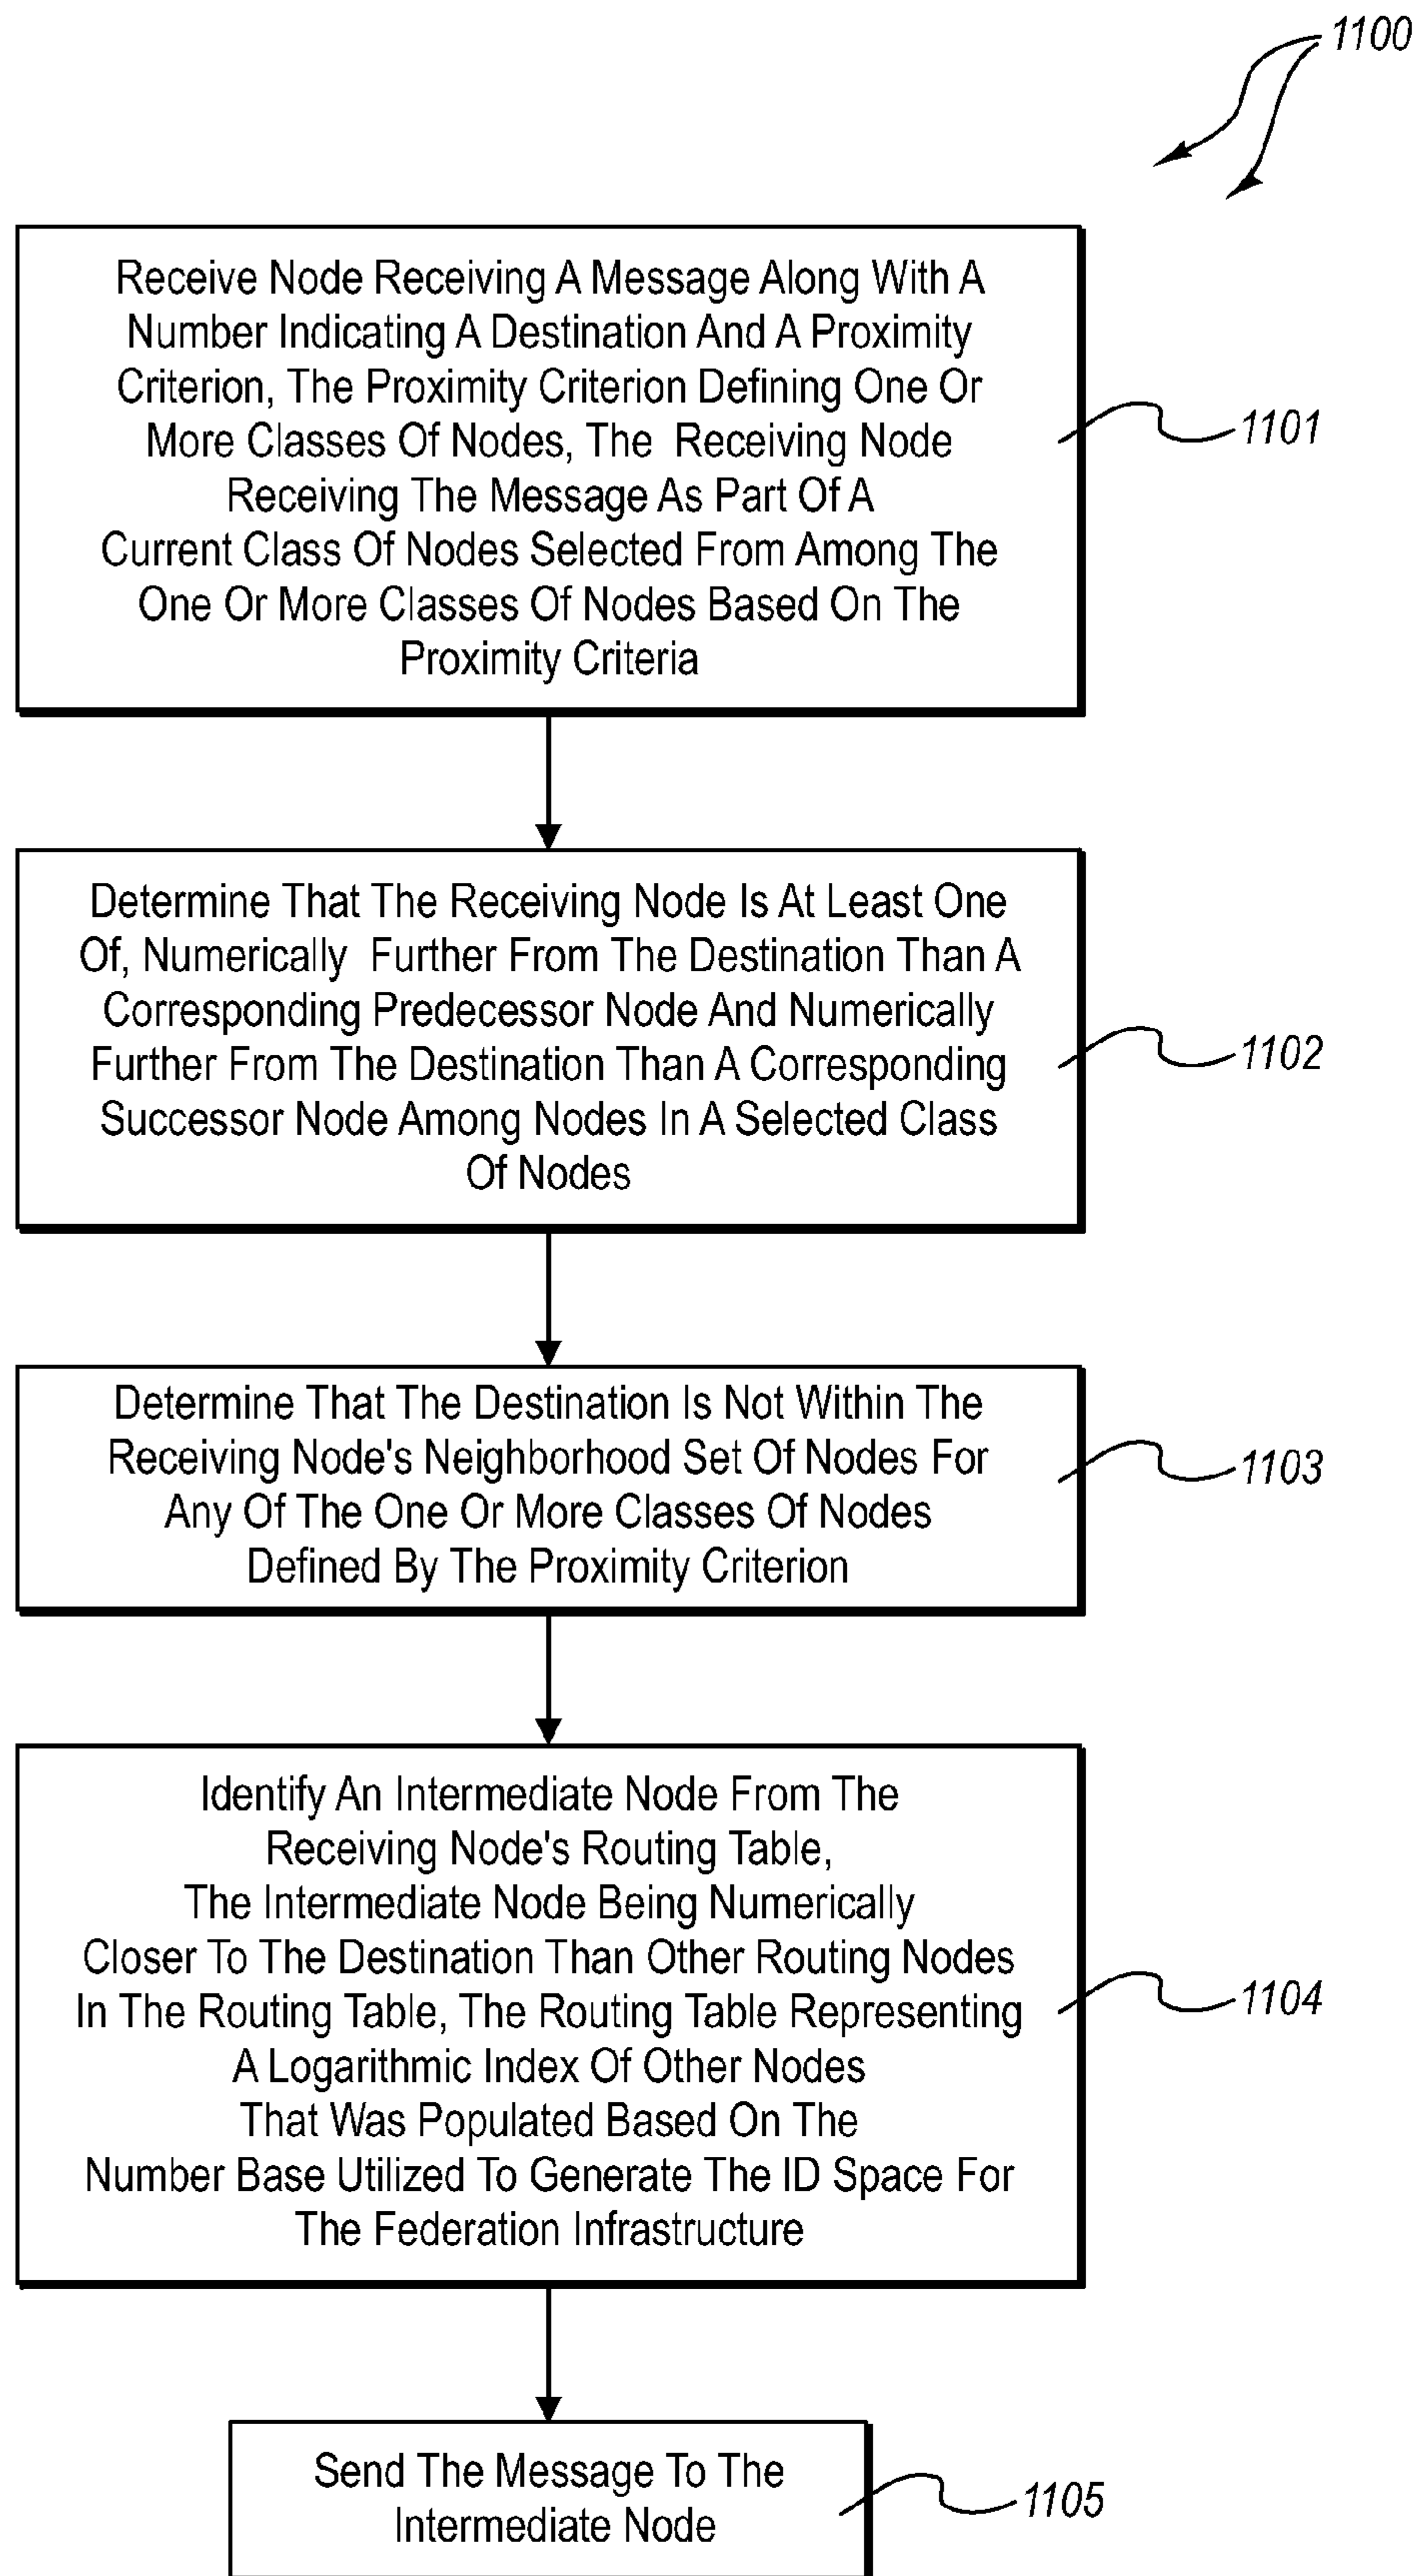 1100
Receive Node Receiving A Message Along With A
Number Indicating A Destination And A Proximity
Criterion, The Proximity Criterion Defining One Or
More Classes Of Nodes, The Receiving Node
Receiving The Message As Part Of A
Current Class Of Nodes Selected From Among The
One Or More Classes Of Nodes Based On The
Proximity Criteria
1101
Determine That The Receiving Node Is At Least One
Of, Numerically Further From The Destination Than A
Corresponding Predecessor Node And Numerically
Further From The Destination Than A Corresponding
Successor Node Among Nodes In A Selected Class
Of Nodes
1102
Determine That The Destination Is Not Within The
Receiving Node's Neighborhood Set Of Nodes For
Any Of The One Or More Classes Of Nodes
Defined By The Proximity Criterion
1103
Identify An Intermediate Node From The
Receiving Node's Routing Table,
The Intermediate Node Being Numerically
Closer To The Destination Than Other Routing Nodes
In The Routing Table, The Routing Table Representing
A Logarithmic Index Of Other Nodes
That Was Populated Based On The
Number Base Utilized To Generate The ID Space For
The Federation Infrastructure
1104
Send The Message To The
Intermediate Node
1105